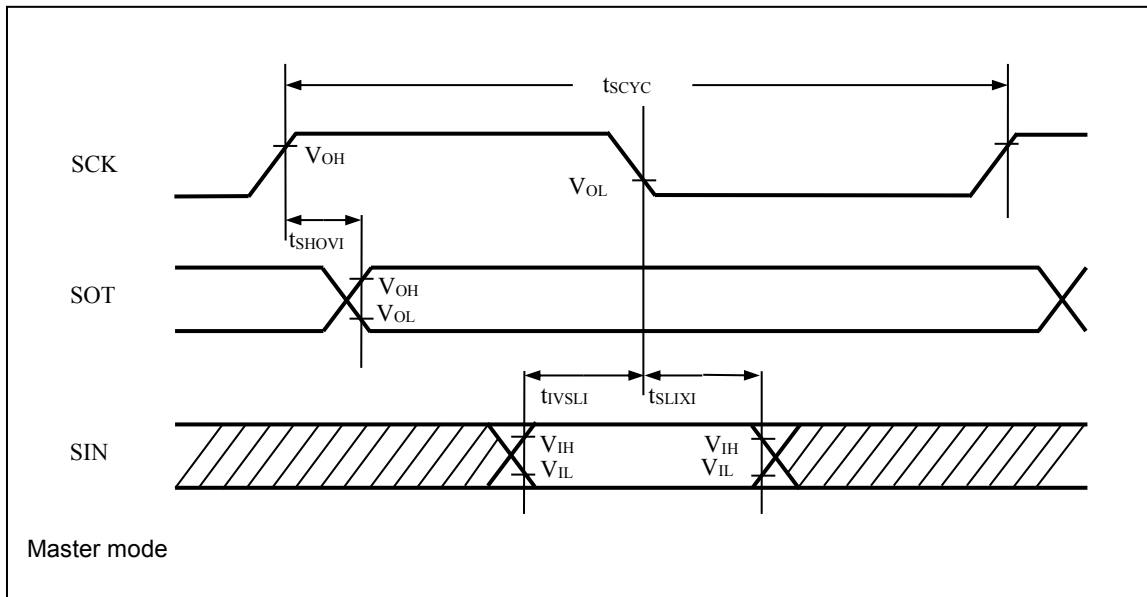 tSCYC
SCK
VOH
VOL
tSHOVI
SOT
VOH
VOL
tIVSLI tSLIXI
SIN
VIH VIH
VIL VIL
Master mode